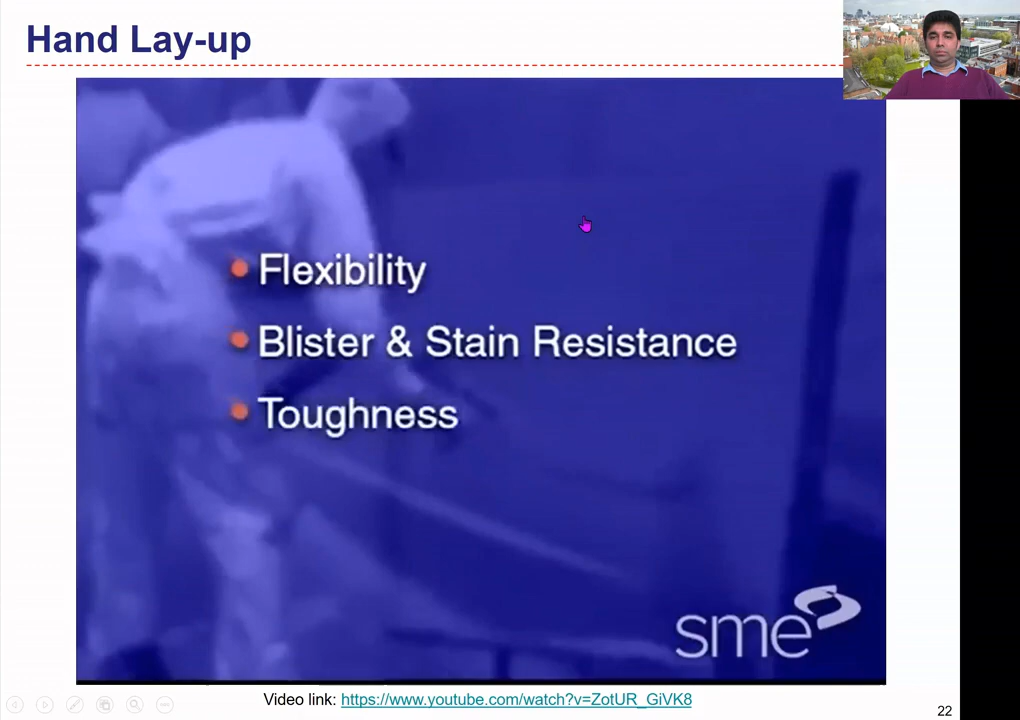 Hand Lay-up
Flexibility
Blister & Stain Resistance
Toughness
sme
Video link: https://www.youtube.com/watch?v=ZotUR_GiVK8
22